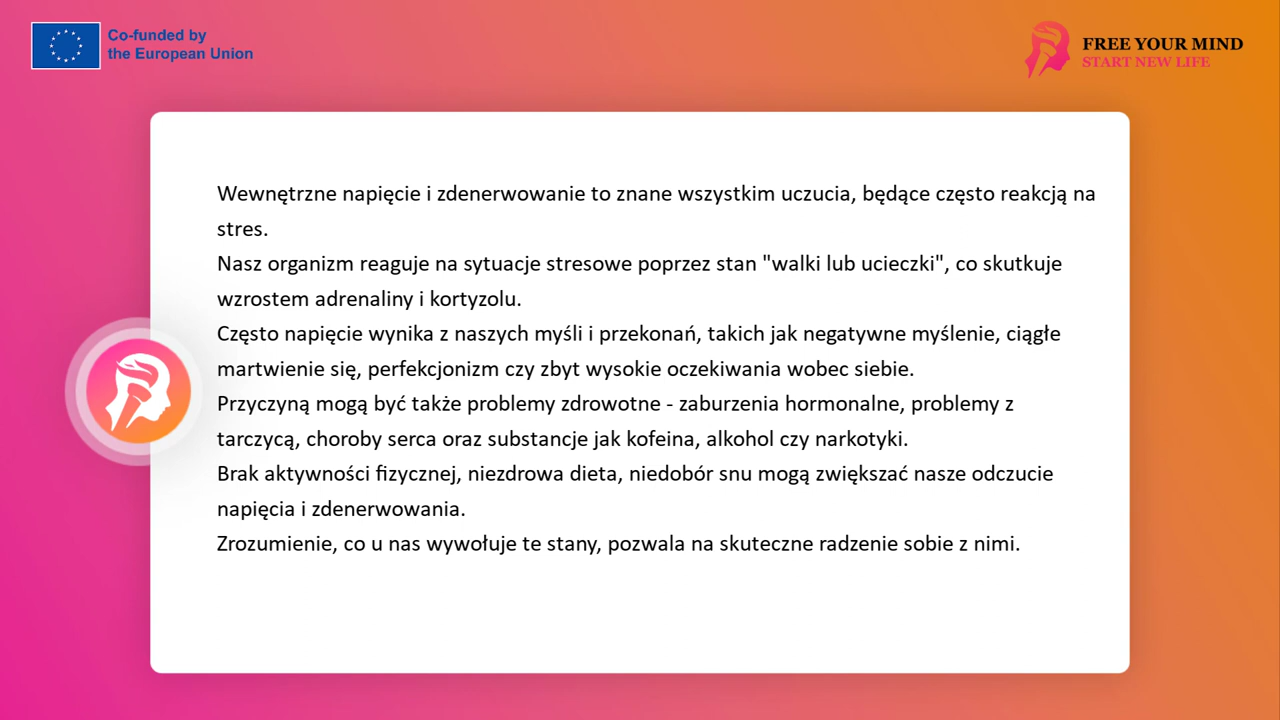 Co-funded by
the European Union
FREE YOUR MIND
START NEW LIFE
Wewnętrzne napięcie i zdenerwowanie to znane wszystkim uczucia, będące często reakcją na
stres.
Nasz organizm reaguje na sytuacje stresowe poprzez stan "walki lub ucieczki", co skutkuje
wzrostem adrenaliny i kortyzolu.
Często napięcie wynika z naszych myśli i przekonań, takich jak negatywne myślenie, ciągłe
martwienie się, perfekcjonizm czy zbyt wysokie oczekiwania wobec siebie.
Przyczyną mogą być także problemy zdrowotne - zaburzenia hormonalne, problemy z
tarczycą, choroby serca oraz substancje jak kofeina, alkohol czy narkotyki.
Brak aktywności fizycznej, niezdrowa dieta, niedobór snu mogą zwiększać nasze odczucie
napięcia i zdenerwowania.
Zrozumienie, co u nas wywołuje te stany, pozwala na skuteczne radzenie sobie z nimi.